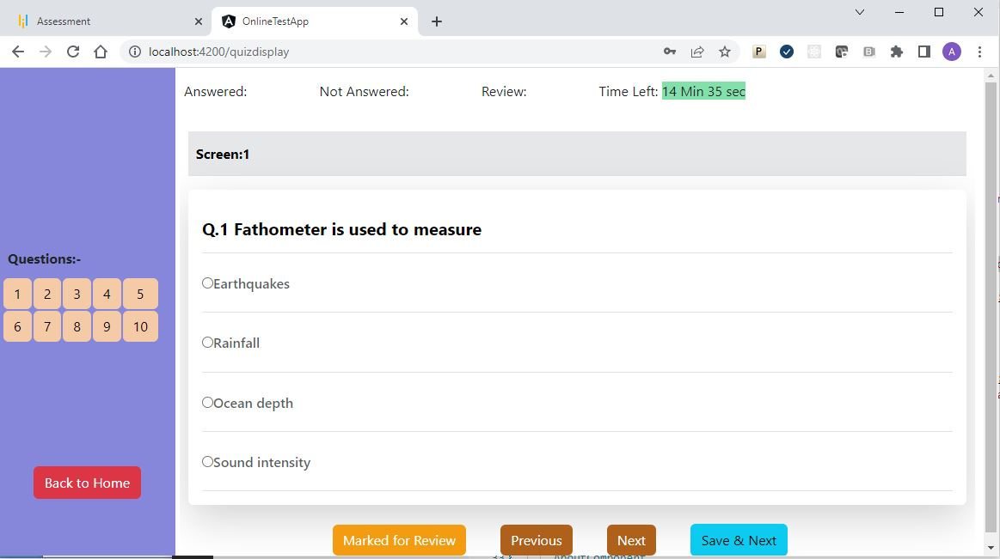 Assessment
OnlineTestApp
localhost:4200/quizdisplay
P
B
A
Answered: Not Answered: Review: Time Left: 14 Min 35 sec
Screen:1
Q.1 Fathometer is used to measure
Earthquakes
Rainfall
Ocean depth
Sound intensity
Questions:-
1 2 3 4 5
6 7 8 9 10
Back to Home
Marked for Review Previous Next Save & Next